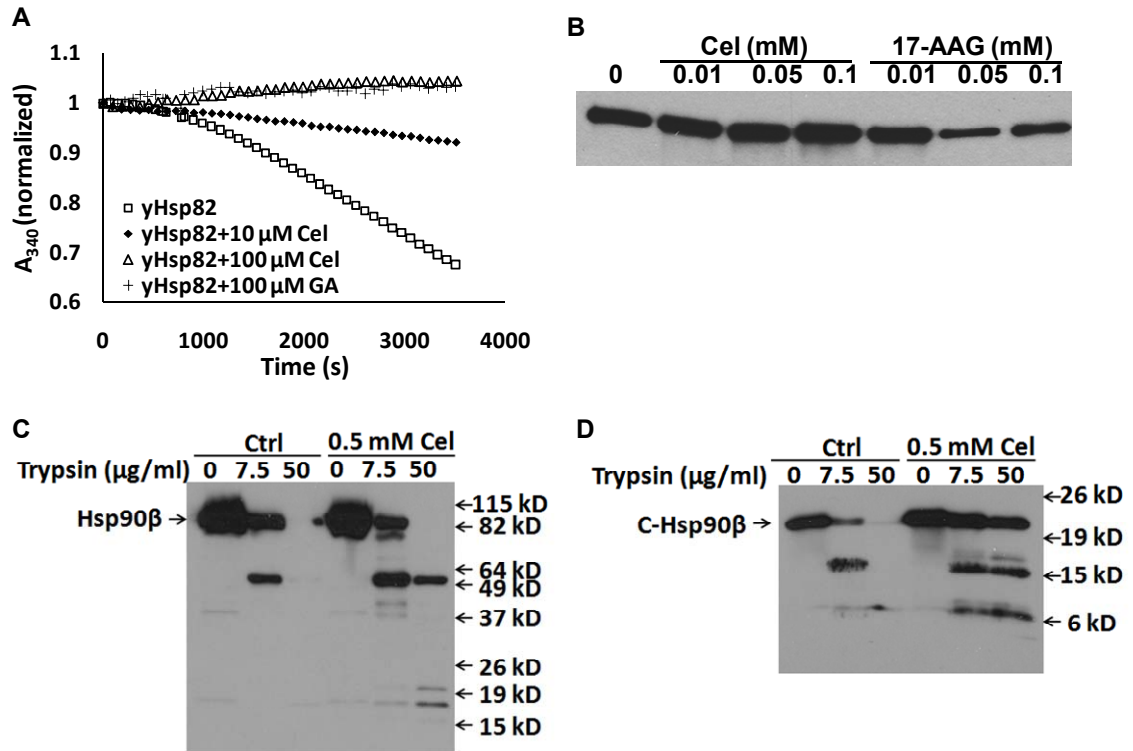 A
A₃₄₀ (normalized)
1.1
1
0.9
0.8
0.7
0.6
yHsp82
yHsp82+10 µM Cel
yHsp82+100 µM Cel
yHsp82+100 µM GA
0 1000 2000 3000 4000
Time (s)
B
Cel (mM) 17-AAG (mM)
0 0.01 0.05 0.1 0.01 0.05 0.1
C
Ctrl 0.5 mM Cel
Trypsin (µg/ml) 0 7.5 50 0 7.5 50
Hsp90β
115 kD
82 kD
64 kD
49 kD
37 kD
26 kD
19 kD
15 kD
D
Ctrl 0.5 mM Cel
Trypsin (µg/ml) 0 7.5 50 0 7.5 50
C-Hsp90β
26 kD
19 kD
15 kD
6 kD